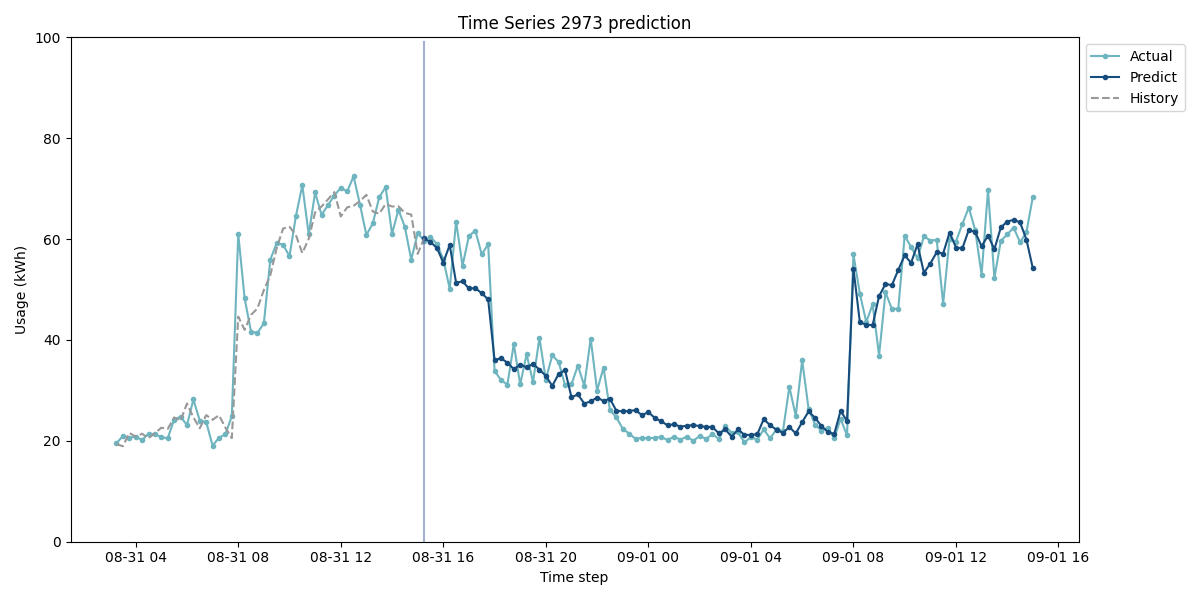 Time Series 2973 prediction
100
80
60
40
20
0
Usage (kWh)
08-31 04
08-31 08
08-31 12
08-31 16
08-31 20
09-01 00
09-01 04
09-01 08
09-01 12
09-01 16
Time step
Actual
Predict
History